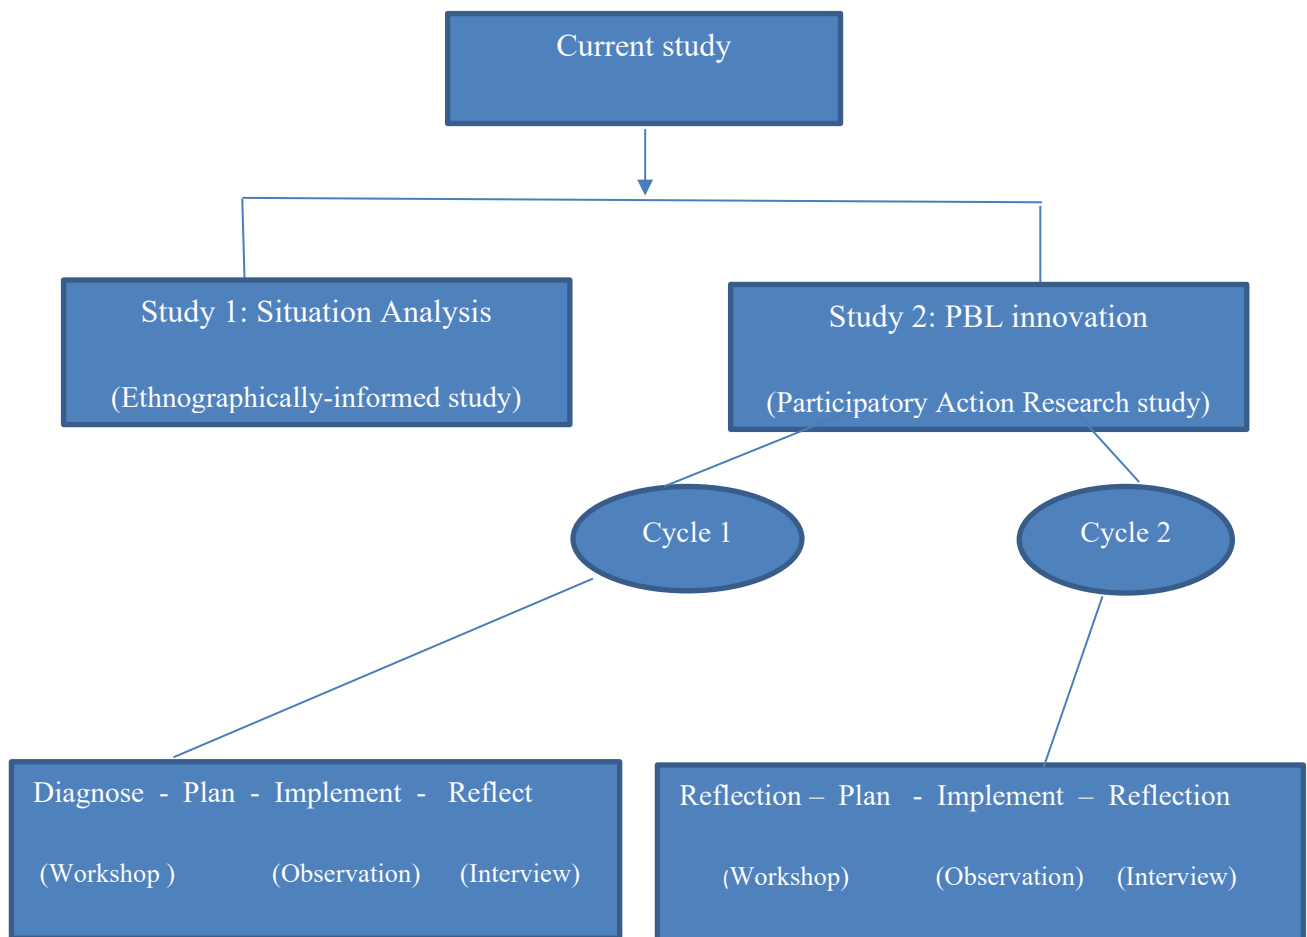 Current study
Study 1: Situation Analysis
(Ethnographically-informed study)
Study 2: PBL innovation
(Participatory Action Research study)
Cycle 1
Cycle 2
Diagnose - Plan - Implement - Reflect
(Workshop ) (Observation) (Interview)
Reflection – Plan - Implement – Reflection
(Workshop) (Observation) (Interview)